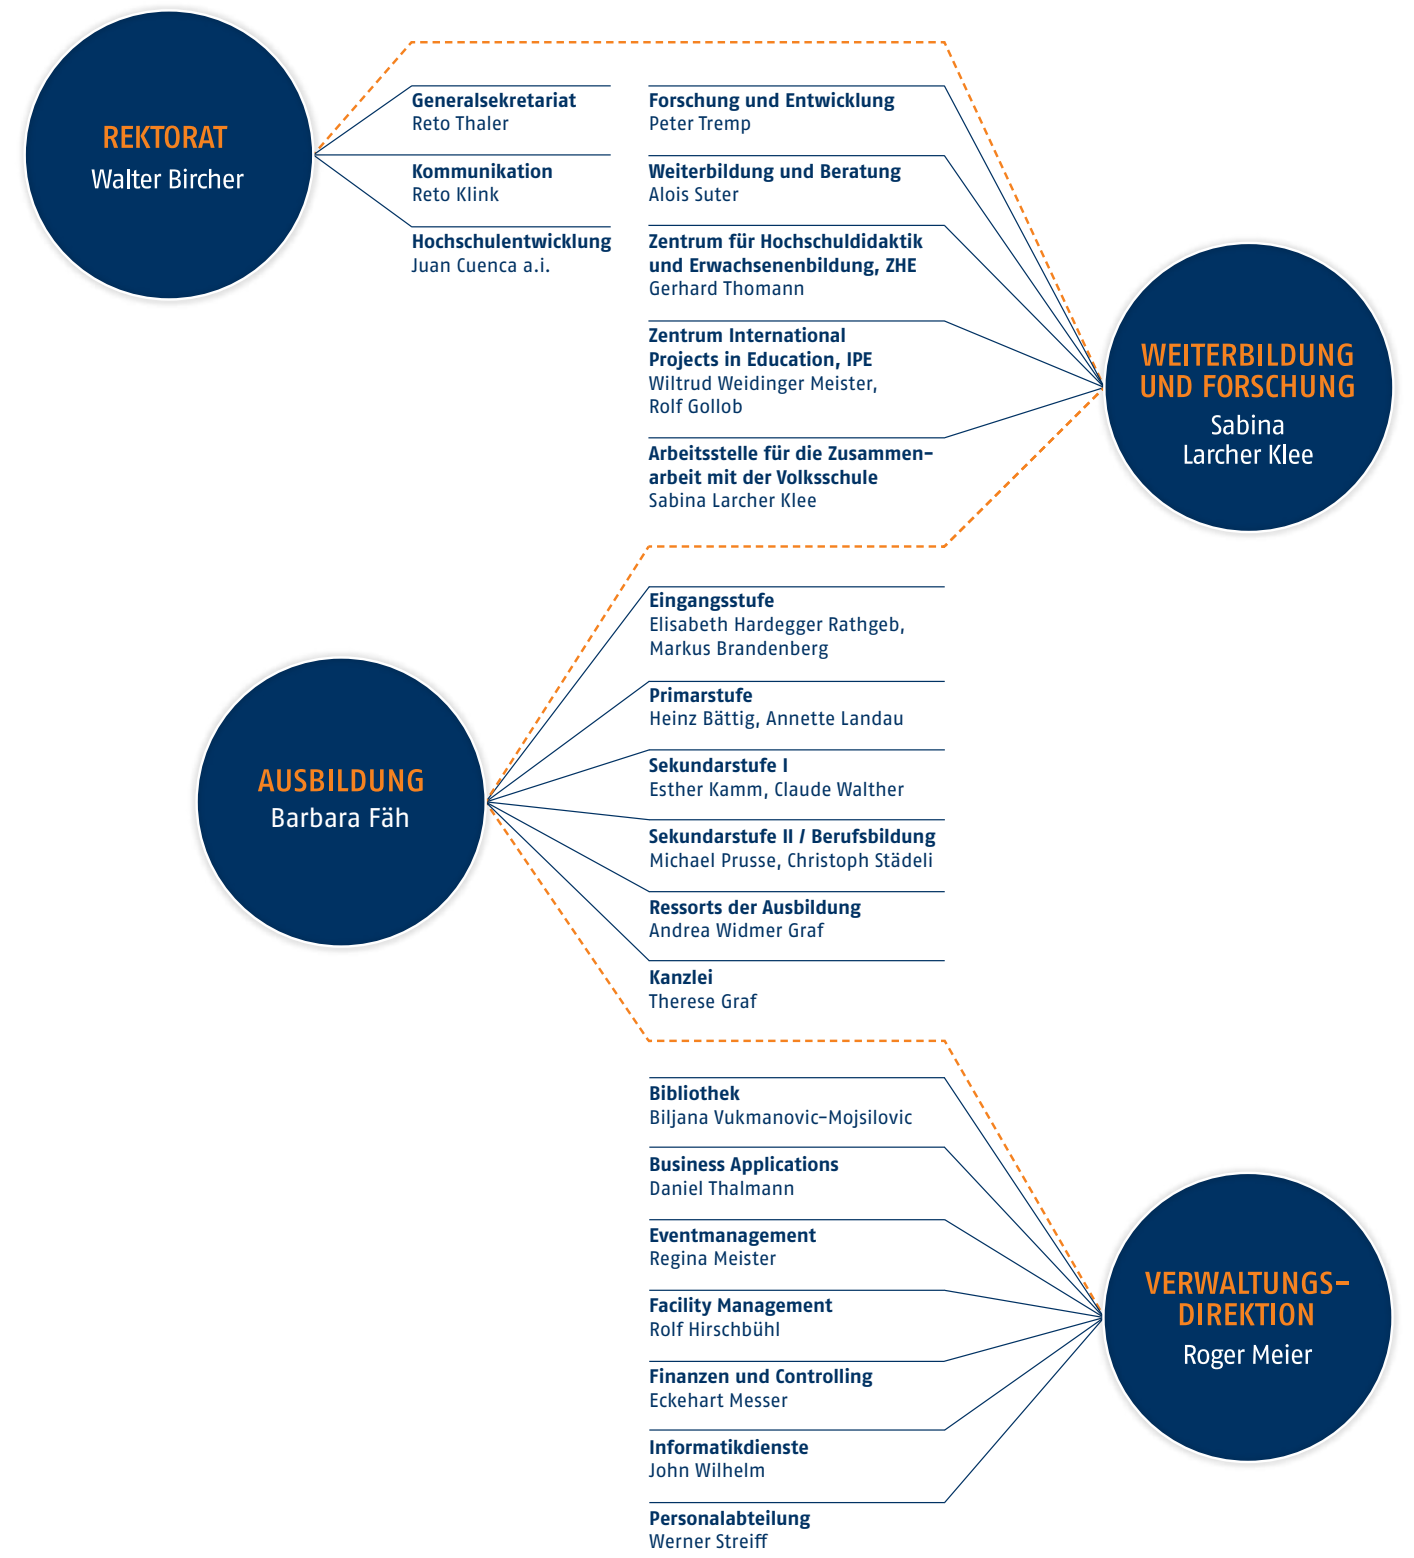 REKTORAT
Walter Bircher
Generalsekretariat
Reto Thaler
Kommunikation
Reto Klink
Hochschulentwicklung
Juan Cuenca a.i.
Forschung und Entwicklung
Peter Tremp
Weiterbildung und Beratung
Alois Suter
Zentrum für Hochschuldidaktik
und Erwachsenenbildung, ZHE
Gerhard Thomann
Zentrum International
Projects in Education, IPE
Wiltrud Weidinger Meister,
Rolf Gollob
Arbeitsstelle für die Zusammen-
arbeit mit der Volksschule
Sabina Larcher Klee
WEITERBILDUNG
UND FORSCHUNG
Sabina
Larcher Klee
AUSBILDUNG
Barbara Fäh
Eingangsstufe
Elisabeth Hardegger Rathgeb,
Markus Brandenberg
Primarstufe
Heinz Bättig, Annette Landau
Sekundarstufe I
Esther Kamm, Claude Walther
Sekundarstufe II / Berufsbildung
Michael Prusse, Christoph Städeli
Ressorts der Ausbildung
Andrea Widmer Graf
Kanzlei
Therese Graf
Bibliothek
Biljana Vukmanovic-Mojsilovic
Business Applications
Daniel Thalmann
Eventmanagement
Regina Meister
Facility Management
Rolf Hirschbühl
Finanzen und Controlling
Eckehart Messer
Informatikdienste
John Wilhelm
Personalabteilung
Werner Streiff
VERWALTUNGS-
DIREKTION
Roger Meier